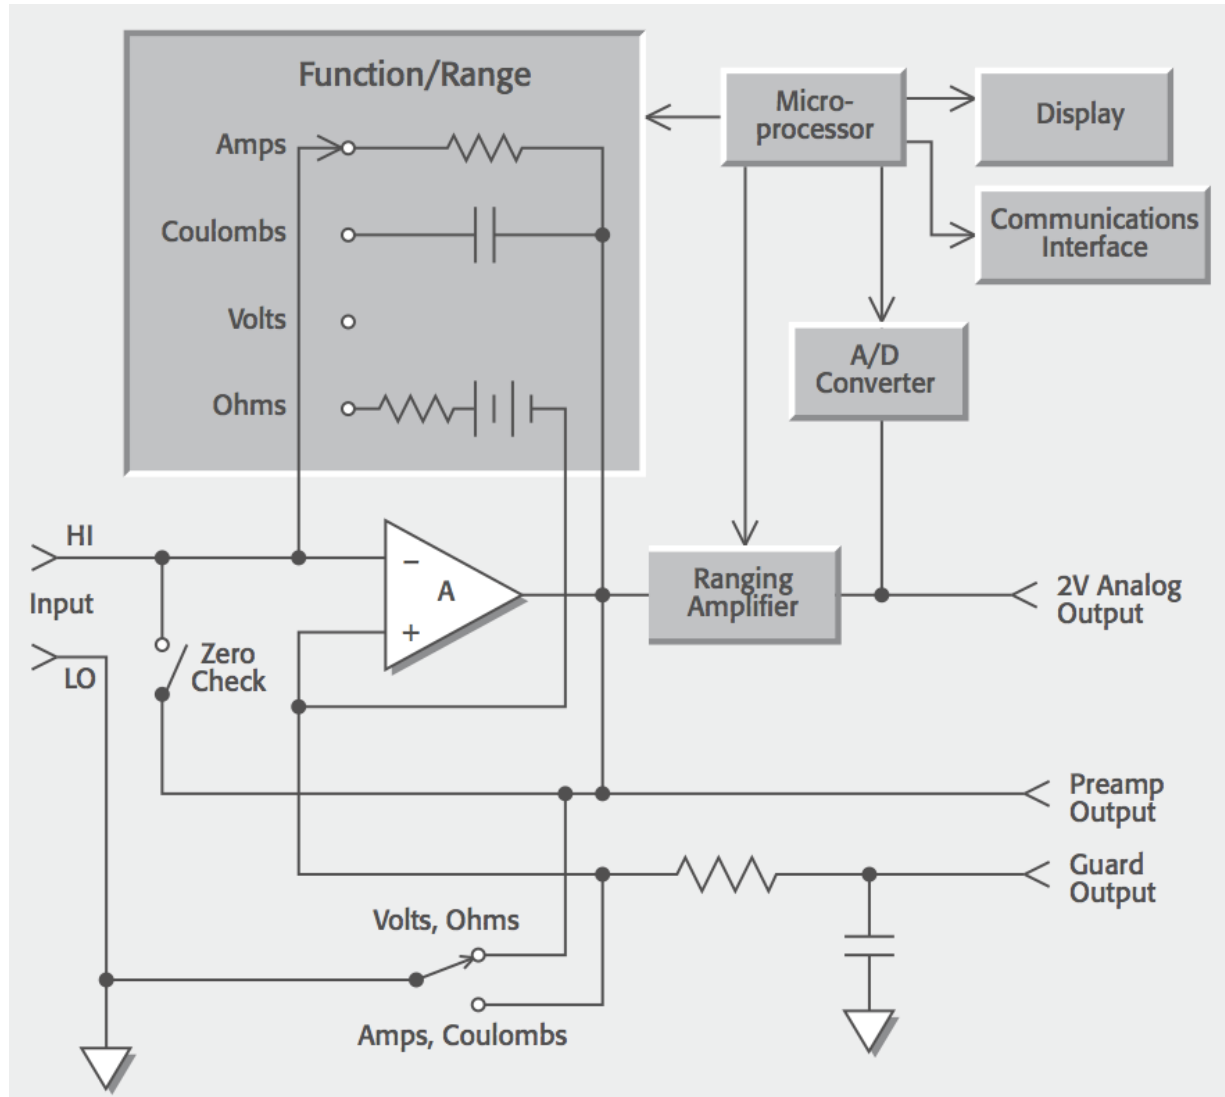 Function/Range
Amps
Coulombs
Volts
Ohms
Micro-
processor
Display
Communications
Interface
A/D
Converter
HI
Input
LO
Zero
Check
−
A
+
Ranging
Amplifier
2V Analog
Output
Preamp
Output
Guard
Output
Volts, Ohms
Amps, Coulombs